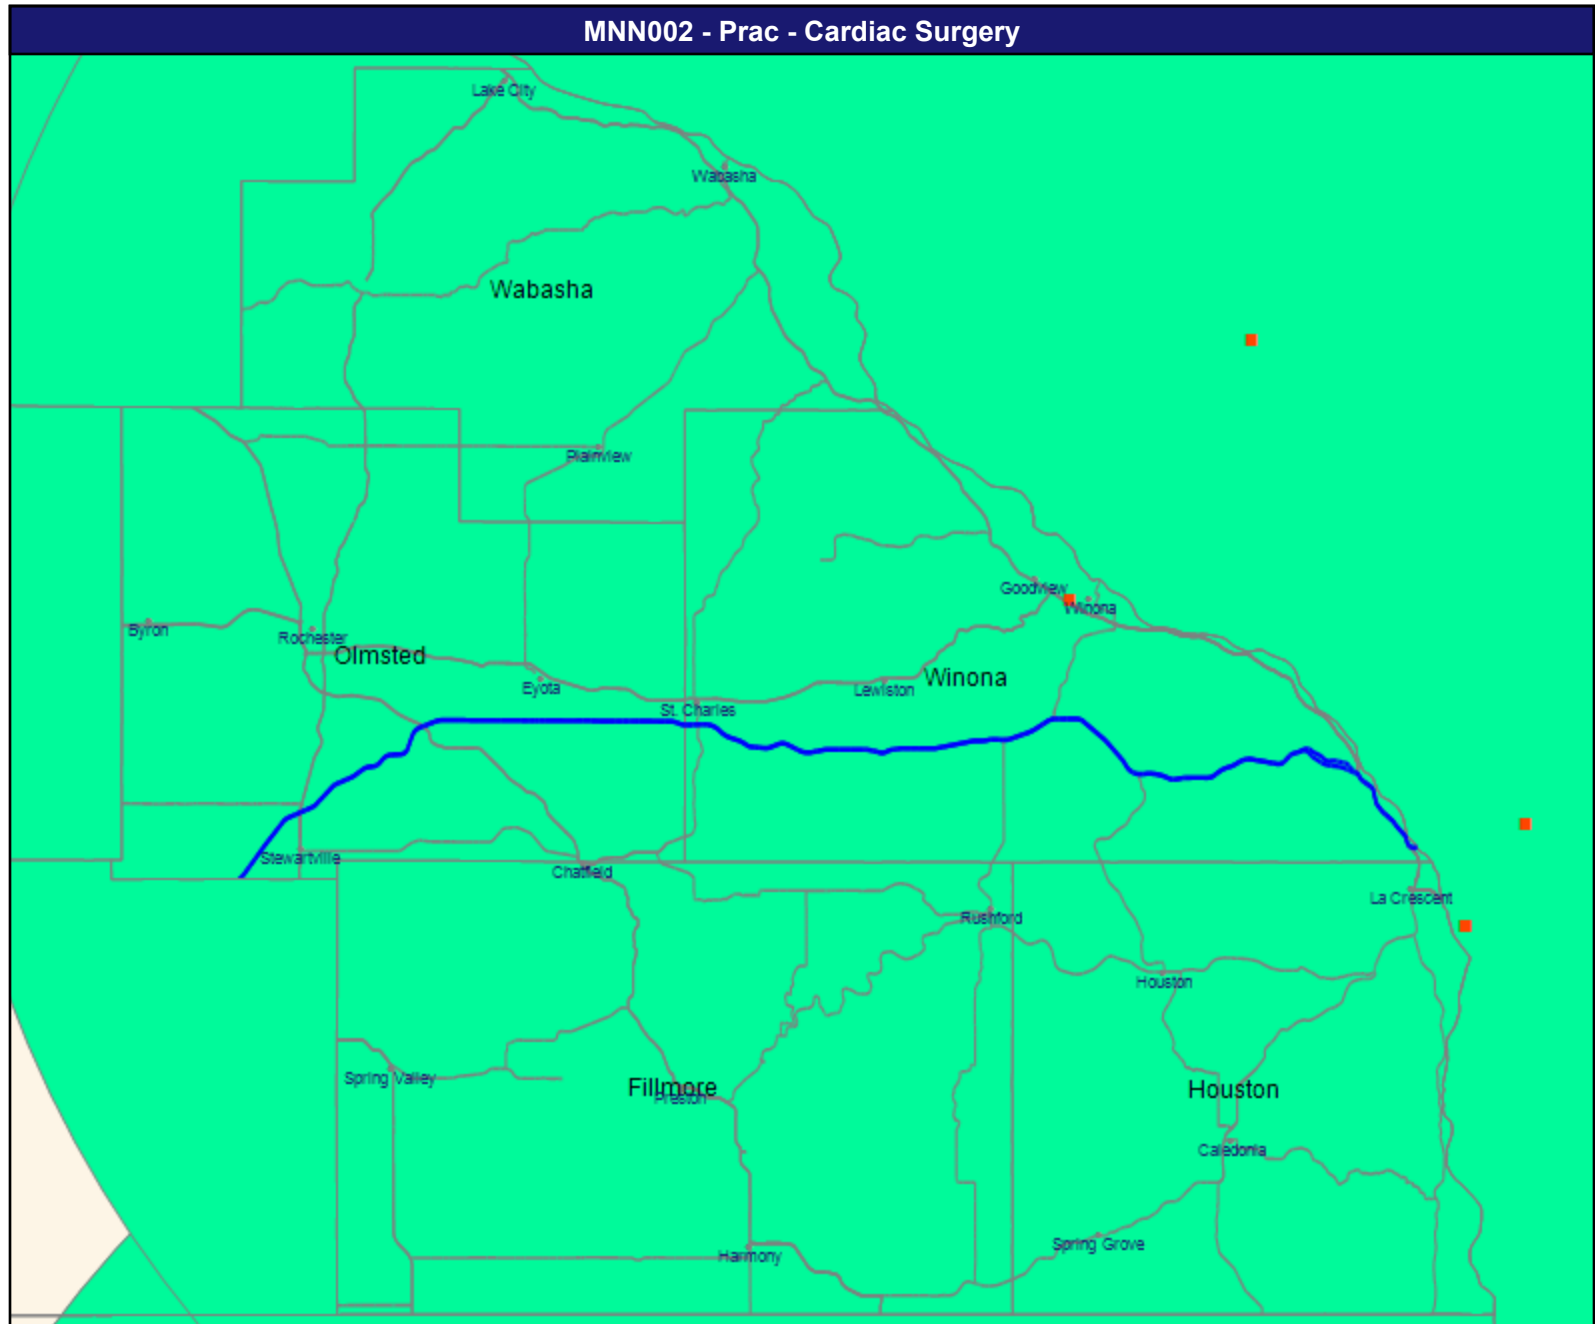 MNN002 - Prac - Cardiac Surgery
Lake City
Wabasha
Wabasha
Plainview
Goodview
Winona
Byron
Rochester
Olmsted
Eyota
Lewiston
Winona
St. Charles
Stewartville
Chatfield
La Crescent
Rushford
Houston
Spring Valley
Fillmore
Preston
Houston
Caledonia
Spring Grove
Harmony